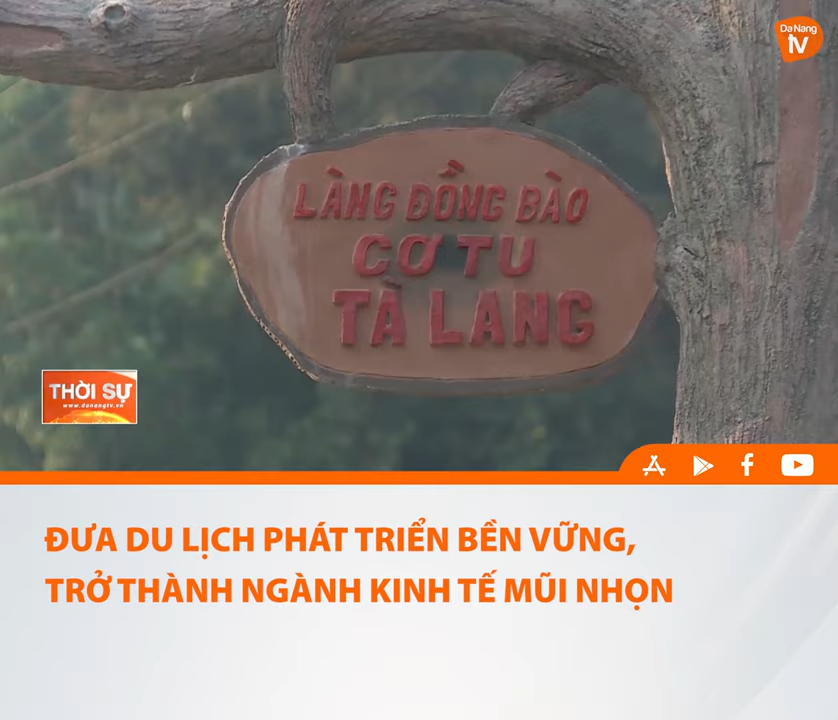 Da Nang
tv
LÀNG ĐỒNG BÀO
CƠ TU
TÀ LANG
THỜI SỰ
www.danangtv.vn
ĐƯA DU LỊCH PHÁT TRIỂN BỀN VỮNG,
TRỞ THÀNH NGÀNH KINH TẾ MŨI NHỌN